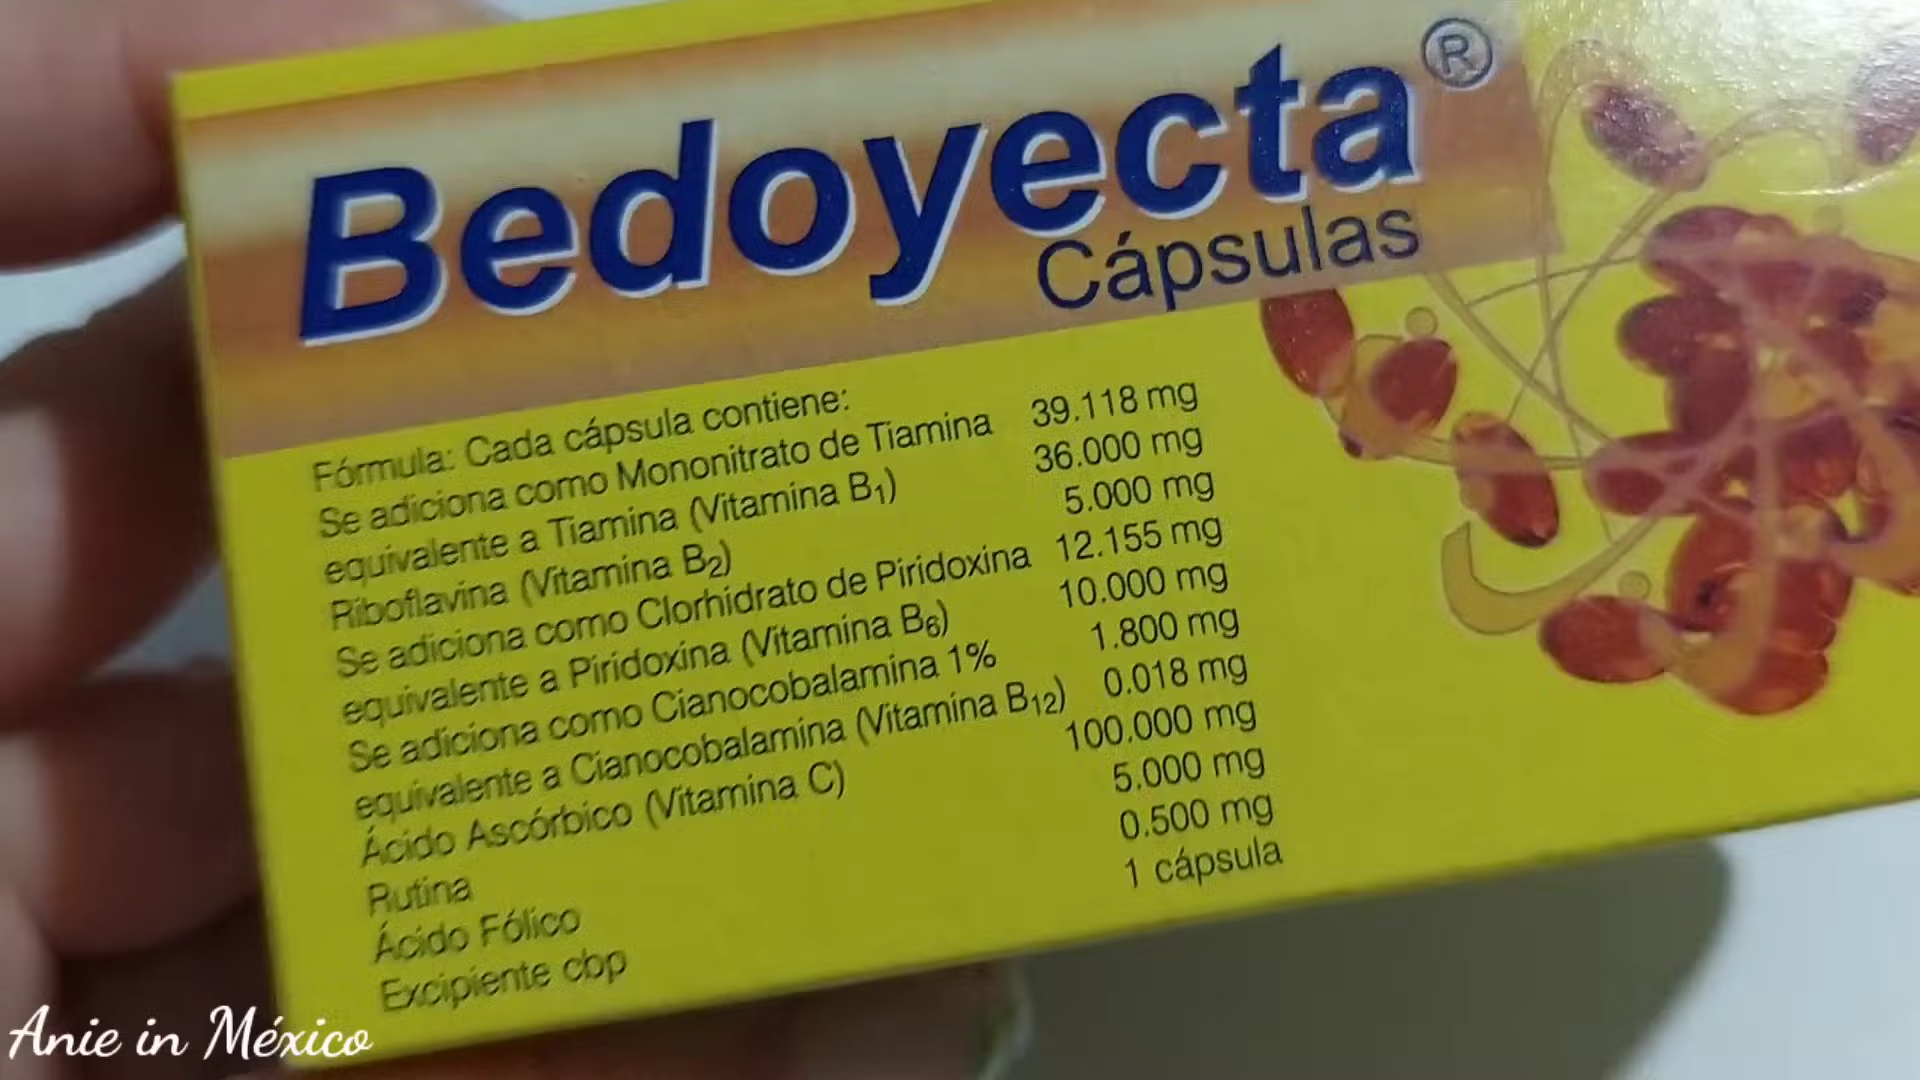 Bedoyecta®
Cápsulas
Fórmula: Cada cápsula contiene:
Se adiciona como Mononitrato de Tiamina 39.118 mg
equivalente a Tiamina (Vitamina B₁) 36.000 mg
Riboflavina (Vitamina B₂) 5.000 mg
Se adiciona como Clorhidrato de Piridoxina 12.155 mg
equivalente a Piridoxina (Vitamina B₆) 10.000 mg
Se adiciona como Cianocobalamina 1% 1.800 mg
equivalente a Cianocobalamina (Vitamina B₁₂) 0.018 mg
Ácido Ascórbico (Vitamina C) 100.000 mg
Rutina 5.000 mg
Ácido Fólico 0.500 mg
Excipiente cbp 1 cápsula
Anie in México